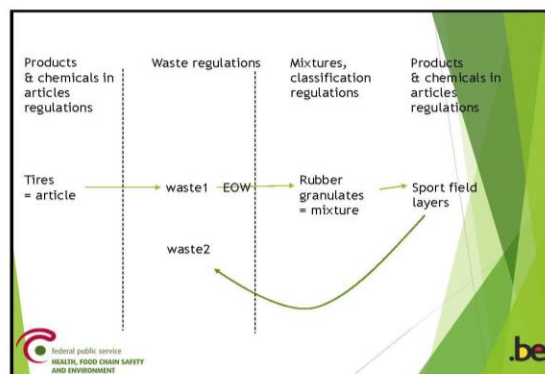 Products
& chemicals in
articles
regulations
Waste regulations
Mixtures,
classification
regulations
Products
& chemicals in
articles
regulations
Tires
= article
waste1
EOW
Rubber
granulates
= mixture
Sport field
layers
waste2
federal public service
HEALTH, FOOD CHAIN SAFETY
AND ENVIRONMENT
.be